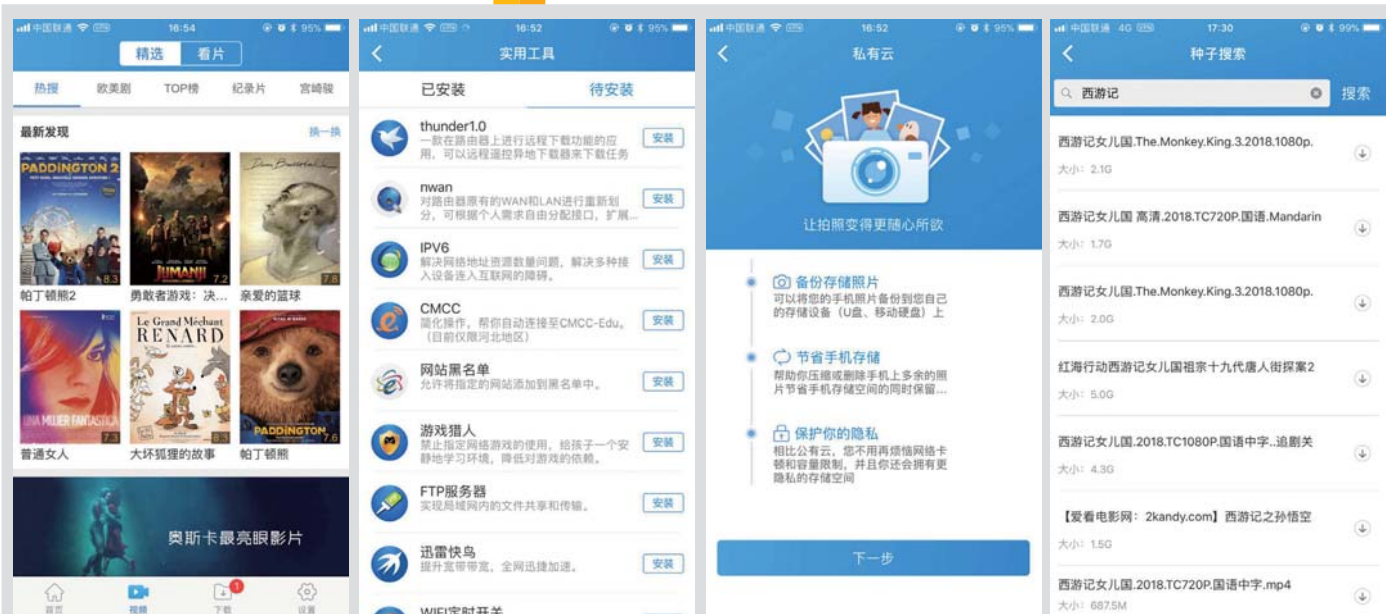 中国联通 16:54 95%
精选 看片
热搜 欧美剧 TOP榜 纪录片 宫崎骏
最新发现 换一换
PADDINGTON 2
8.3
JUMANJI
7.2
7.8
帕丁顿熊2 勇敢者游戏：决... 亲爱的篮球
UNA MUJER FANTASTICA
7.3
Le Grand Méchant
RENARD
8.5
PADDINGTON
7.6
普通女人 大坏狐狸的故事 帕丁顿熊
奥斯卡最亮眼影片
1
首页 视频 下载 设置
中国联通 16:52 95%
实用工具
已安装 待安装
thunder1.0
一款在路由器上进行远程下载功能的应
用，可以远程遥控异地下载器来下载任务
安装
nwan
对路由器原有的WAN和LAN进行重新划
分，可根据个人需求自由分配接口，扩展...
安装
IPV6
解决网络地址资源数量问题，解决多种接
入设备连入互联网的障碍。
安装
CMCC
简化操作，帮你自动连接至CMCC-Edu。
（目前仅限河北地区）
安装
网站黑名单
允许将指定的网站添加到黑名单中。
安装
游戏猎人
禁止指定网络游戏的使用，给孩子一个安
静地学习环境，降低对游戏的依赖。
安装
FTP服务器
实现局域网内的文件共享和传输。
安装
迅雷快鸟
提升宽带带宽，全网迅捷加速。
安装
WIFI定时开关
中国联通 16:52 95%
私有云
让拍照变得更随心所欲
备份存储照片
可以将您的手机照片备份到您自己
的存储设备（U盘、移动硬盘）上
节省手机存储
帮助你压缩或删除手机上多余的照
片节省手机存储空间的同时保留...
保护你的隐私
相比公有云，您不用再烦恼网络卡
顿和容量限制，并且你还会拥有更
隐私的存储空间
下一步
中国联通 4G 17:30 99%
种子搜索
西游记 搜索
西游记女儿国.The.Monkey.King.3.2018.1080p.
大小：2.1G
西游记女儿国 高清.2018.TC720P.国语.Mandarin
大小：1.7G
西游记女儿国.The.Monkey.King.3.2018.1080p.
大小：2.0G
红海行动西游记女儿国祖宗十九代唐人街探案2
大小：5.0G
西游记女儿国.2018.TC1080P.国语中字..追剧关
大小：4.3G
【爱看电影网：2kandy.com】西游记之孙悟空
大小：1.5G
西游记女儿国.2018.TC720P.国语中字.mp4
大小：687.5M